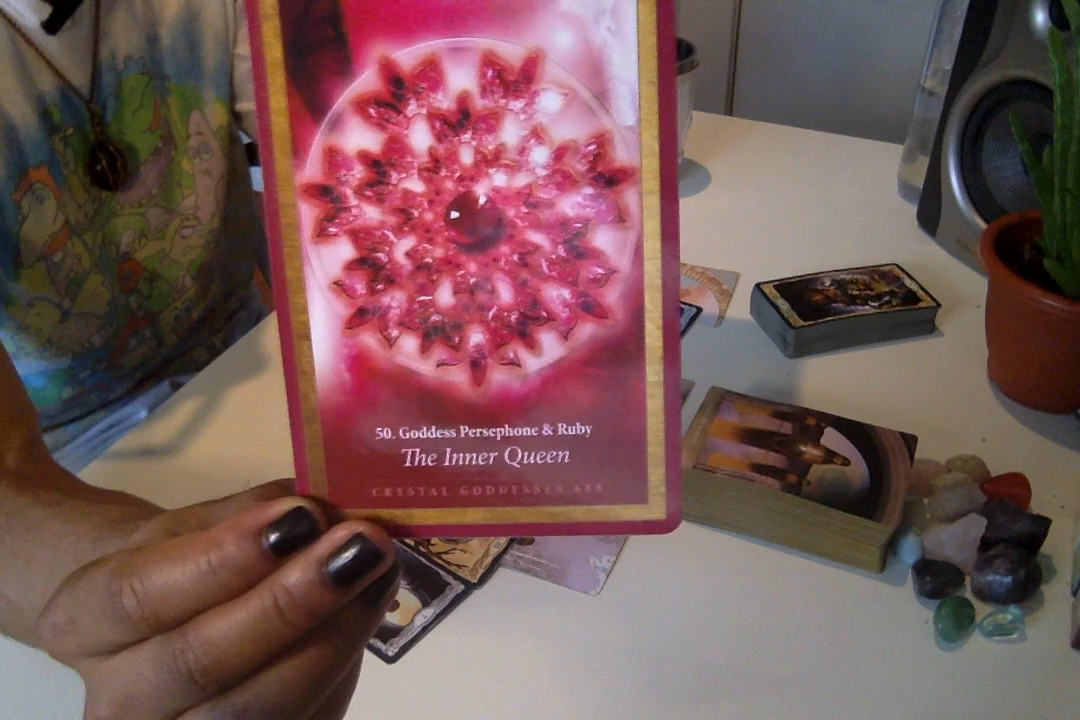 50. Goddess Persephone & Ruby
The Inner Queen
CRYSTAL GODDESSES 888